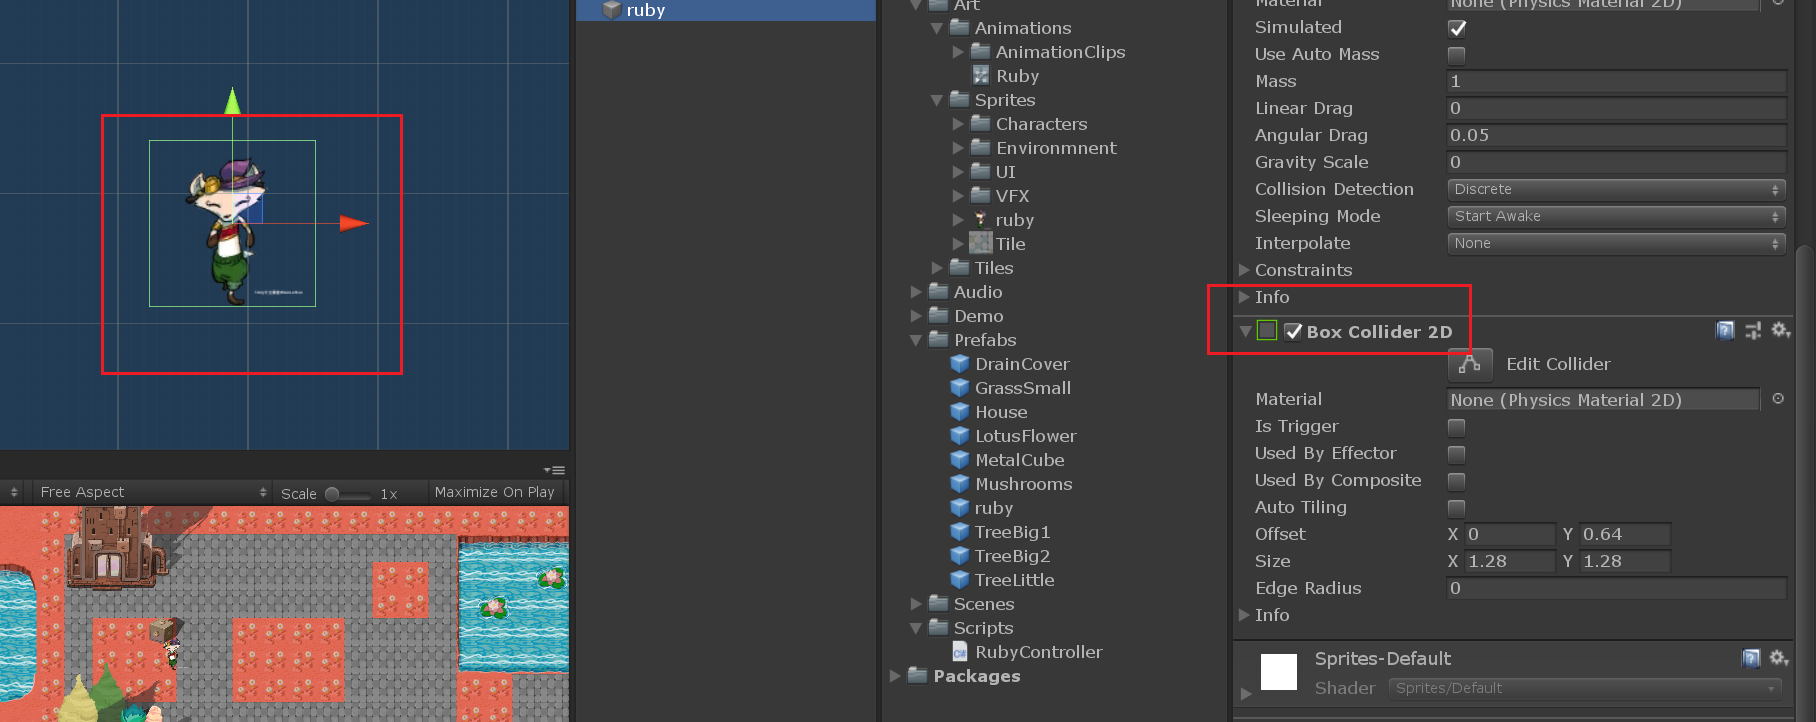 ruby
Free Aspect
Scale
1x
Maximize On Play
Art
Animations
AnimationClips
Ruby
Sprites
Characters
Environmnent
UI
VFX
ruby
Tile
Tiles
Audio
Demo
Prefabs
DrainCover
GrassSmall
House
LotusFlower
MetalCube
Mushrooms
ruby
TreeBig1
TreeBig2
TreeLittle
Scenes
Scripts
C# RubyController
Packages
Material None (Physics Material 2D)
Simulated
Use Auto Mass
Mass 1
Linear Drag 0
Angular Drag 0.05
Gravity Scale 0
Collision Detection Discrete
Sleeping Mode Start Awake
Interpolate None
Constraints
Info
Box Collider 2D
Edit Collider
Material None (Physics Material 2D)
Is Trigger
Used By Effector
Used By Composite
Auto Tiling
Offset X 0 Y 0.64
Size X 1.28 Y 1.28
Edge Radius 0
Info
Sprites-Default
Shader Sprites/Default